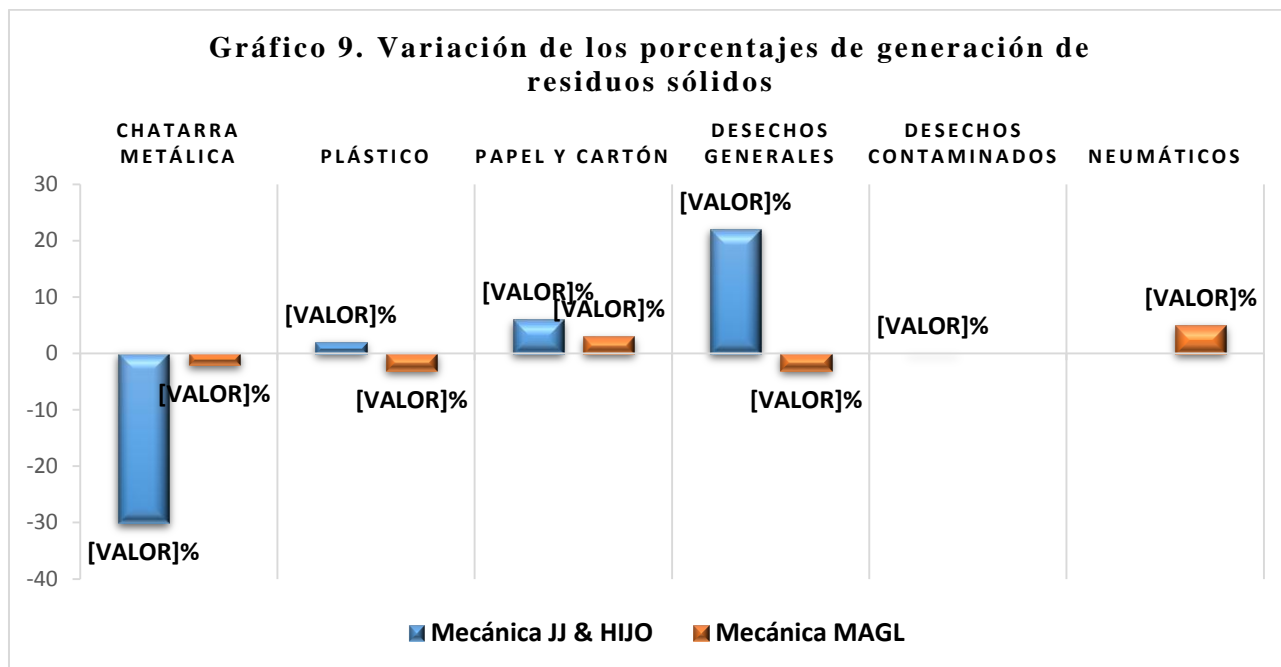 Gráfico 9. Variación de los porcentajes de generación de
residuos sólidos
CHATARRA
METÁLICA
PLÁSTICO
PAPEL Y CARTÓN
DESECHOS
GENERALES
DESECHOS
CONTAMINADOS
NEUMÁTICOS
30
20
10
0
-10
-20
-30
-40
[VALOR]%
[VALOR]%
[VALOR]%
[VALOR]%
[VALOR]%
[VALOR]%
[VALOR]%
[VALOR]%
[VALOR]%
[VALOR]%
Mecánica JJ & HIJO
Mecánica MAGL